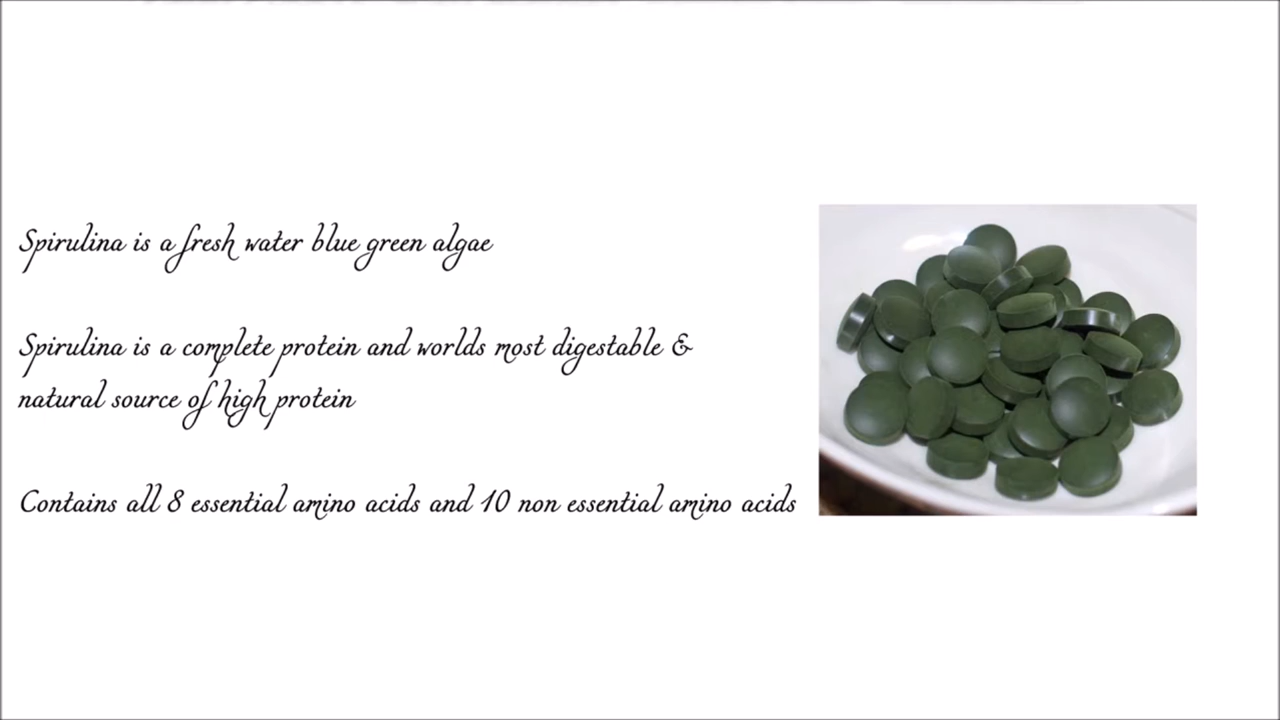 Spirulina is a fresh water blue green algae
Spirulina is a complete protein and worlds most digestable &
natural source of high protein
Contains all 8 essential amino acids and 10 non essential amino acids